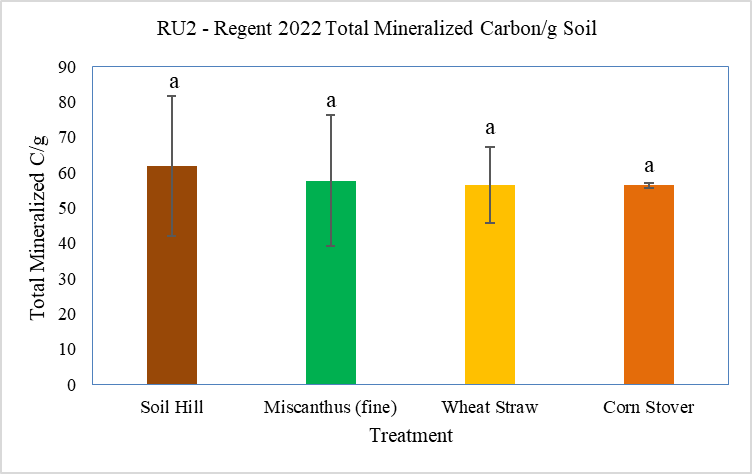 RU2 - Regent 2022 Total Mineralized Carbon/g Soil
Total Mineralized C/g
90
80
70
60
50
40
30
20
10
0
a
a
a
a
Soil Hill
Miscanthus (fine)
Wheat Straw
Corn Stover
Treatment